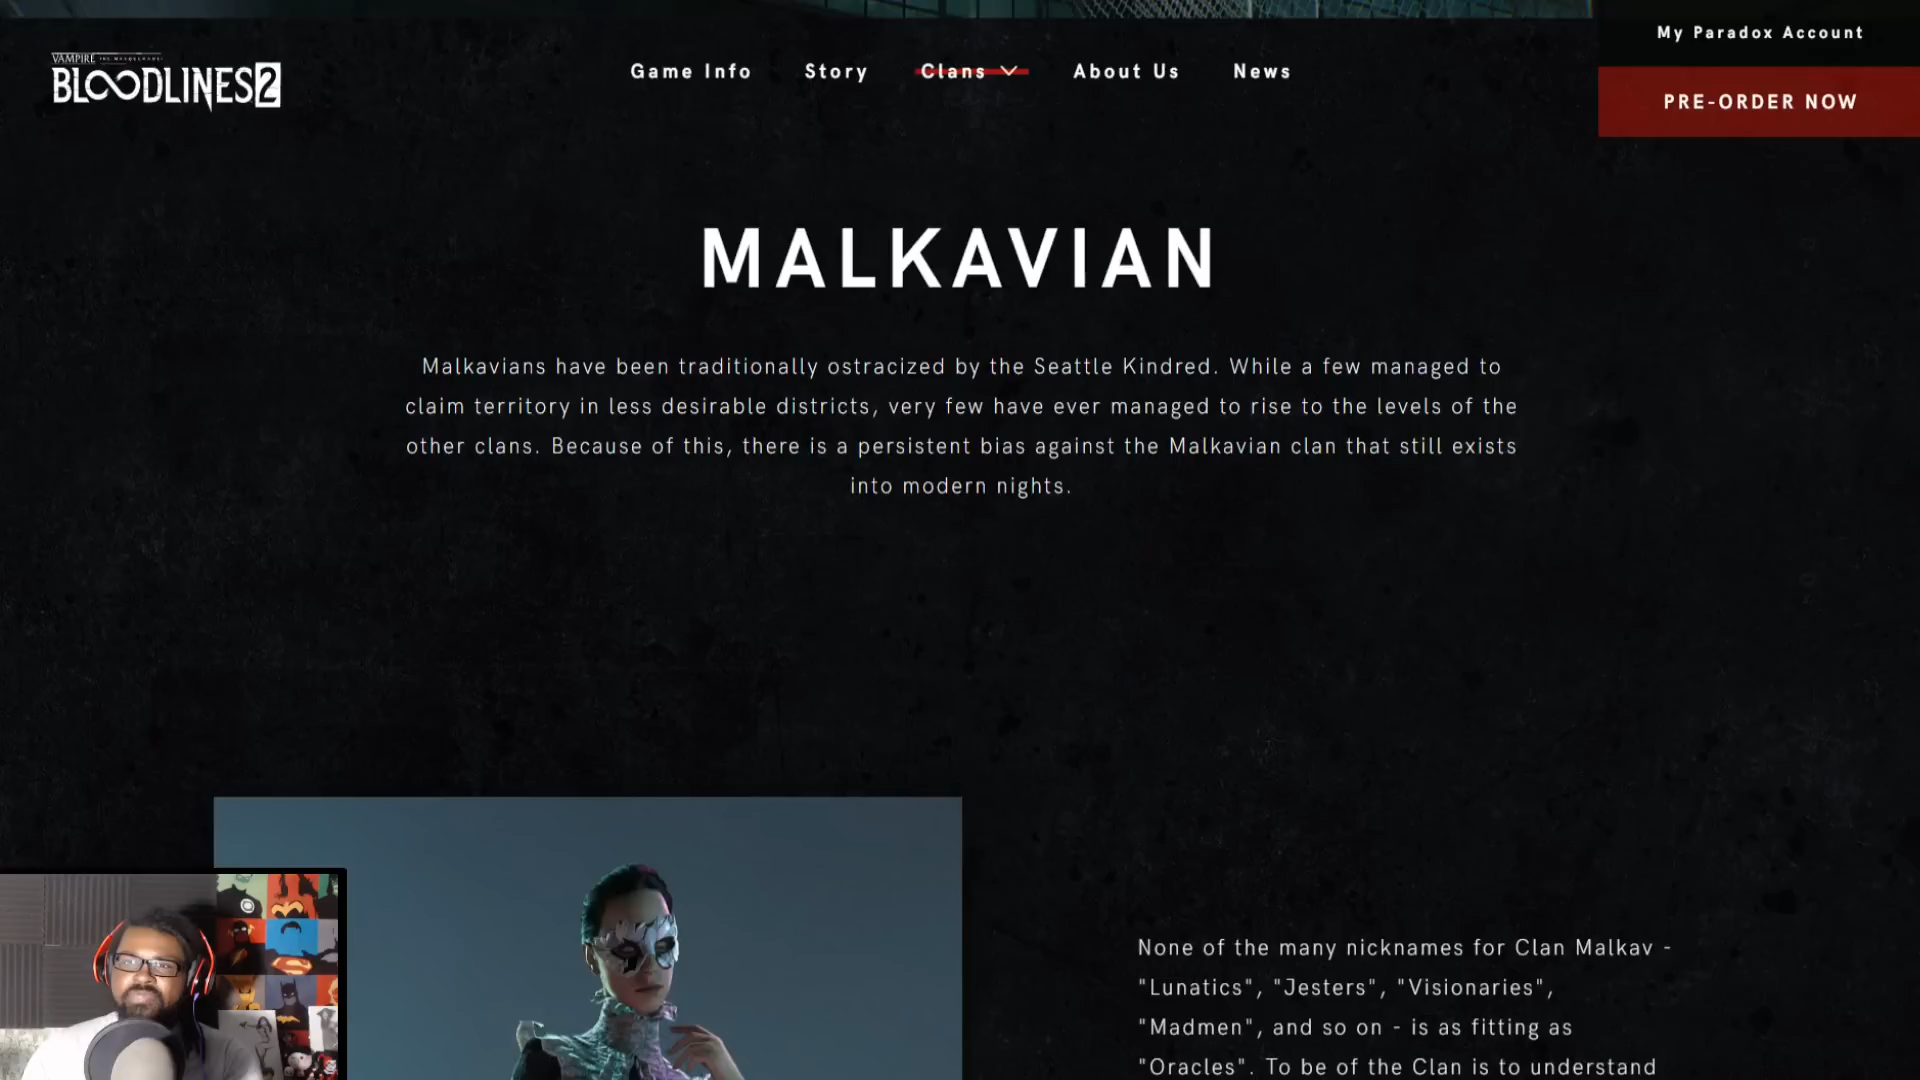 My Paradox Account
VAMPIRE THE MASQUERADE
BLOODLINES 2
Game Info
Story
Clans
About Us
News
PRE-ORDER NOW
MALKAVIAN
Malkavians have been traditionally ostracized by the Seattle Kindred. While a few managed to
claim territory in less desirable districts, very few have ever managed to rise to the levels of the
other clans. Because of this, there is a persistent bias against the Malkavian clan that still exists
into modern nights.
None of the many nicknames for Clan Malkav -
"Lunatics", "Jesters", "Visionaries",
"Madmen", and so on - is as fitting as
"Oracles". To be of the Clan is to understand